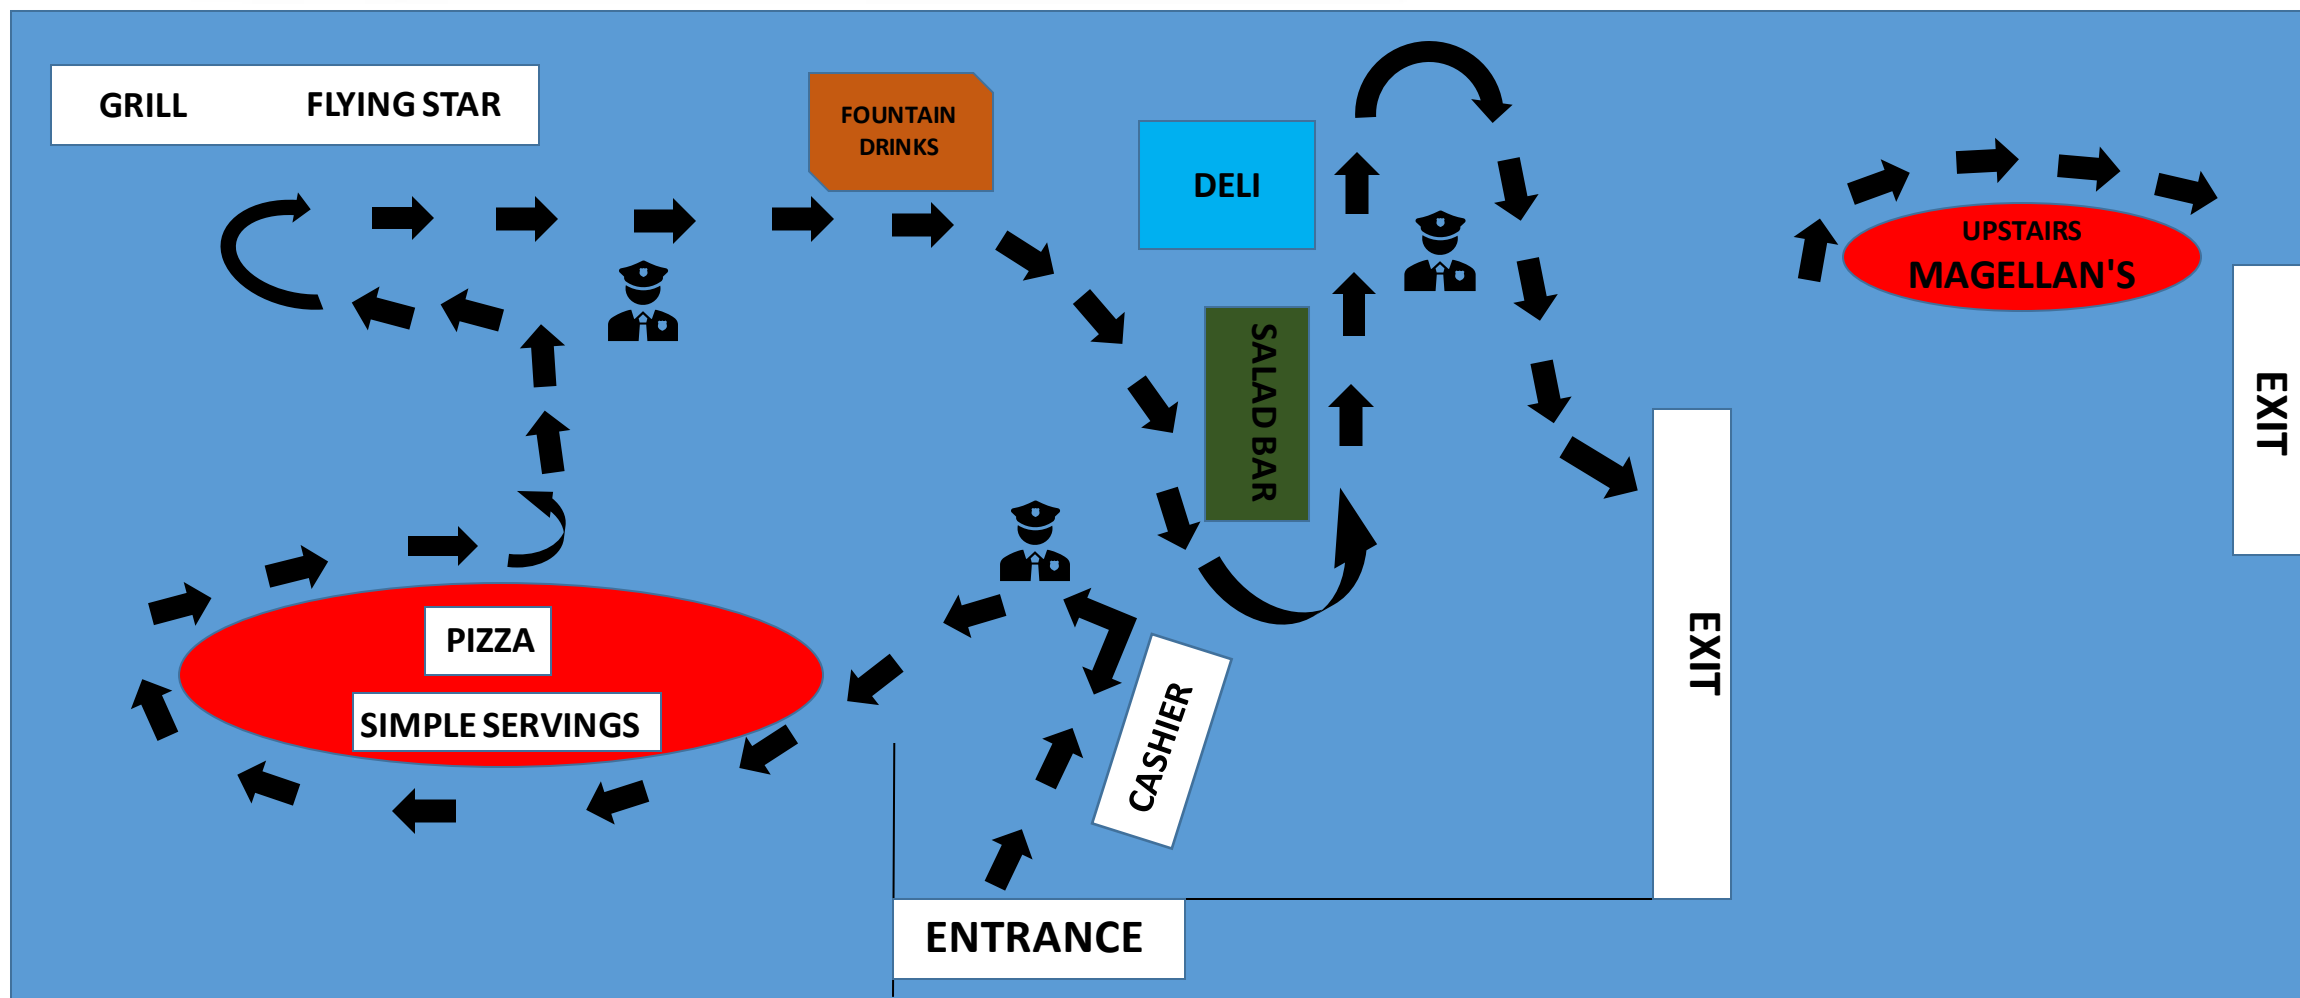 GRILL FLYING STAR
FOUNTAIN
DRINKS
DELI
UPSTAIRS
MAGELLAN'S
SALAD BAR
EXIT
PIZZA
SIMPLE SERVINGS
CASHIER
EXIT
ENTRANCE